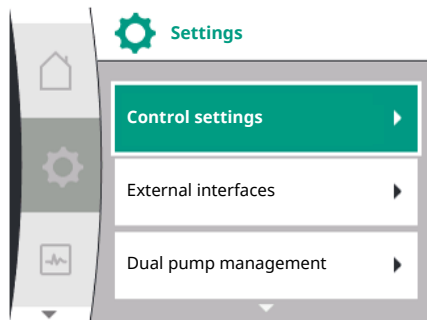 Settings
Control settings
External interfaces
Dual pump management